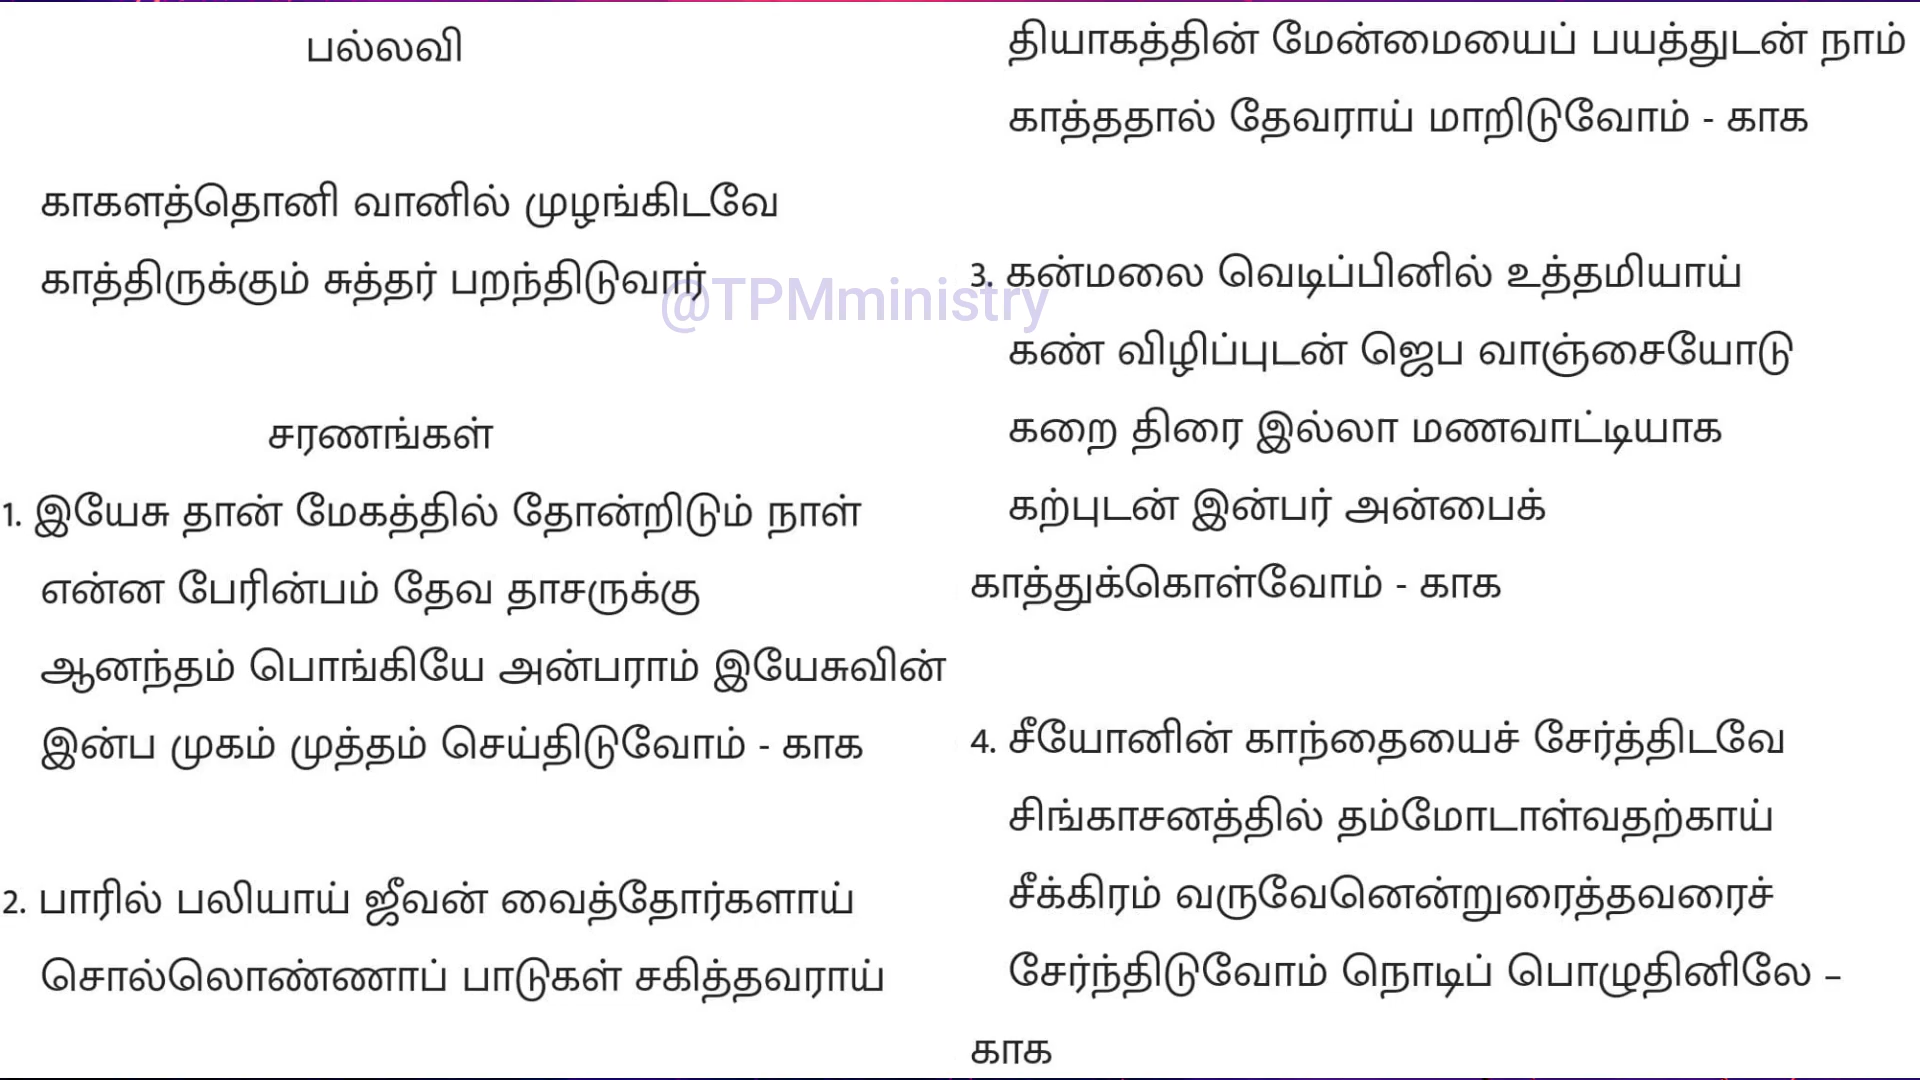 பல்லவி
காகளத்தொனி வானில் முழங்கிடவே
காத்திருக்கும் சுத்தர் பறந்திடுவார்
சரணங்கள்
1. இயேசு தான் மேகத்தில் தோன்றிடும் நாள்
என்ன பேரின்பம் தேவ தாசருக்கு
ஆனந்தம் பொங்கியே அன்பராம் இயேசுவின்
இன்ப முகம் முத்தம் செய்திடுவோம் - காக
2. பாரில் பலியாய் ஜீவன் வைத்தோர்களாய்
சொல்லொண்ணாப் பாடுகள் சகித்தவராய்
தியாகத்தின் மேன்மையைப் பயத்துடன் நாம்
காத்ததால் தேவராய் மாறிடுவோம் - காக
@TPMministry
3. கன்மலை வெடிப்பினில் உத்தமியாய்
கண் விழிப்புடன் ஜெப வாஞ்சையோடு
கறை திரை இல்லா மணவாட்டியாக
கற்புடன் இன்பர் அன்பைக்
காத்துக்கொள்வோம் - காக
4. சீயோனின் காந்தையைச் சேர்த்திடவே
சிங்காசனத்தில் தம்மோடாள்வதற்காய்
சீக்கிரம் வருவேனென்றுரைத்தவரைச்
சேர்ந்திடுவோம் நொடிப் பொழுதினிலே –
காக